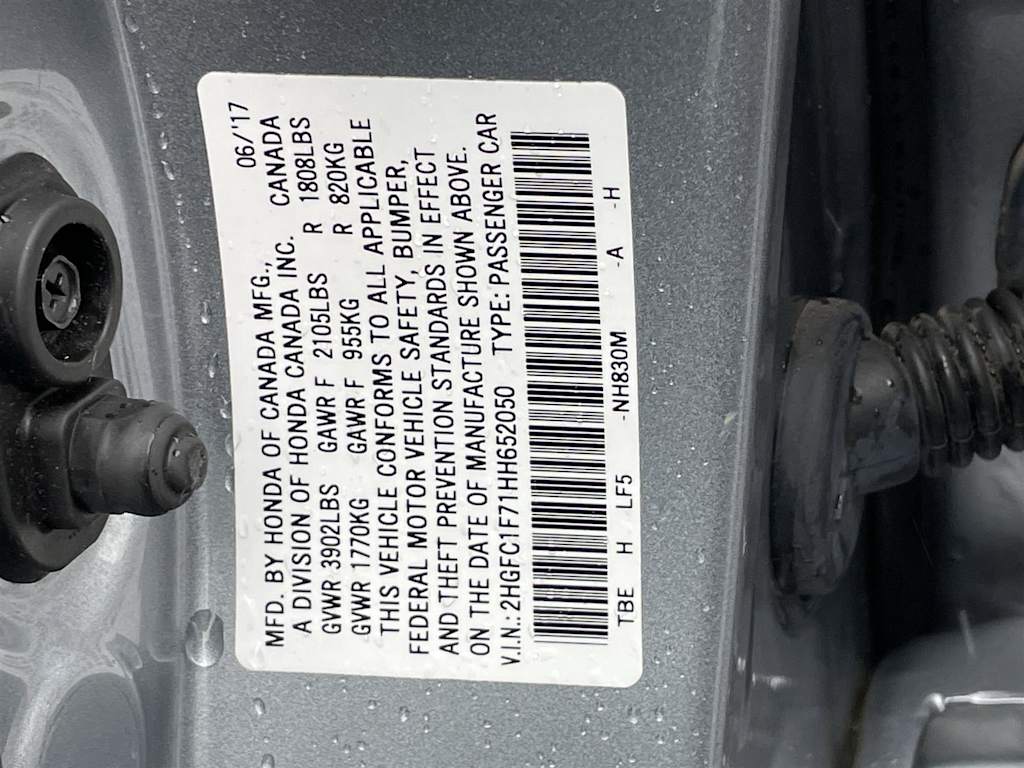 06/'17
MFD. BY HONDA OF CANADA MFG., CANADA
A DIVISION OF HONDA CANADA INC.
GVWR 3902LBS GAWR F 2105LBS R 1808LBS
GVWR 1770KG GAWR F 955KG R 820KG
THIS VEHICLE CONFORMS TO ALL APPLICABLE
FEDERAL MOTOR VEHICLE SAFETY, BUMPER,
AND THEFT PREVENTION STANDARDS IN EFFECT
ON THE DATE OF MANUFACTURE SHOWN ABOVE.
V.I.N.: 2HGFC1F71HH652050 TYPE: PASSENGER CAR
TBE H. LF5 -NH830M -A -H